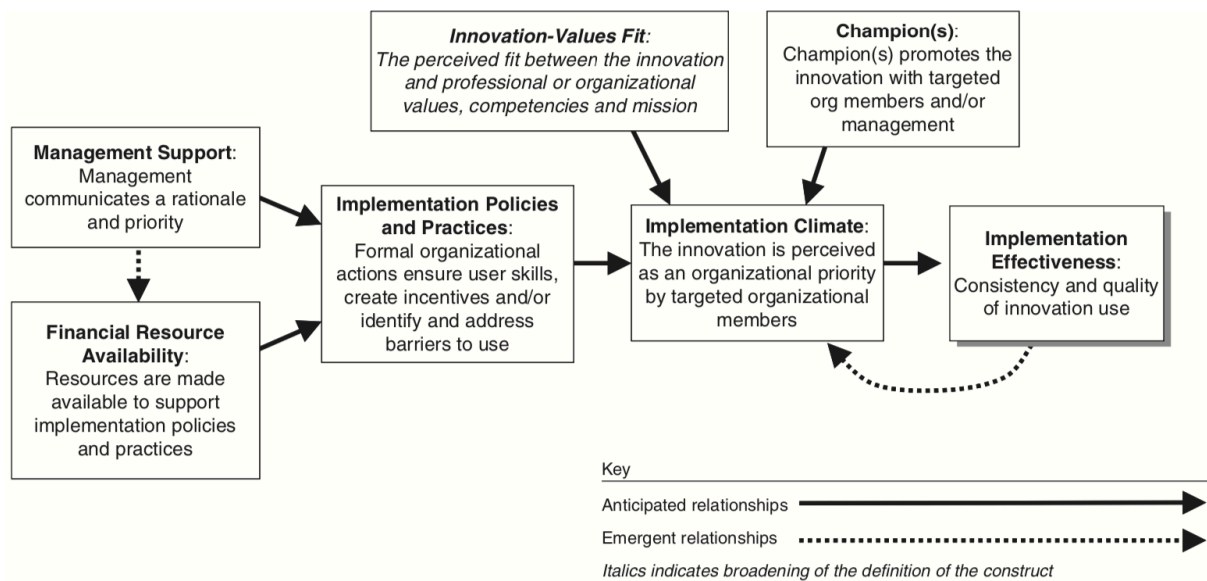 Innovation-Values Fit:
The perceived fit between the innovation
and professional or organizational
values, competencies and mission
Champion(s):
Champion(s) promotes the
innovation with targeted
org members and/or
management
Management Support:
Management
communicates a rationale
and priority
Financial Resource
Availability:
Resources are made
available to support
implementation policies
and practices
Implementation Policies
and Practices:
Formal organizational
actions ensure user skills,
create incentives and/or
identify and address
barriers to use
Implementation Climate:
The innovation is perceived
as an organizational priority
by targeted organizational
members
Implementation
Effectiveness:
Consistency and quality
of innovation use
Key
Anticipated relationships
Emergent relationships
Italics indicates broadening of the definition of the construct